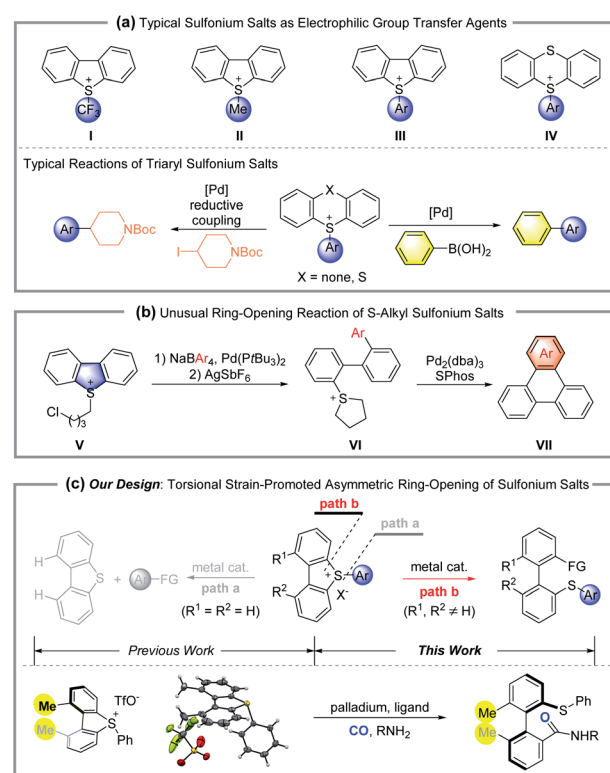 (a) Typical Sulfonium Salts as Electrophilic Group Transfer Agents
S
S+ S+ S+ S+
CF3 Me Ar Ar
I II III IV
Typical Reactions of Triaryl Sulfonium Salts
[Pd] reductive coupling
Ar NBoc
I NBoc
X
S+
Ar
X = none, S
[Pd]
B(OH)2
Ar
(b) Unusual Ring-Opening Reaction of S-Alkyl Sulfonium Salts
S+
Cl ( )3
V
1) NaBAr4, Pd(PtBu3)2
2) AgSbF6
Ar
S+
VI
Pd2(dba)3
SPhos
Ar
VII
(c) Our Design: Torsional Strain-Promoted Asymmetric Ring-Opening of Sulfonium Salts
path b
path a
H
H
S + Ar FG
metal cat.
path a
(R1 = R2 = H)
R1
R2
S+ Ar
X-
metal cat.
path b
(R1, R2 ≠ H)
R1 FG
R2 S Ar
Previous Work This Work
Me
Me
S+
Ph
TfO-
palladium, ligand
CO, RNH2
SPh
Me
Me
O
NHR